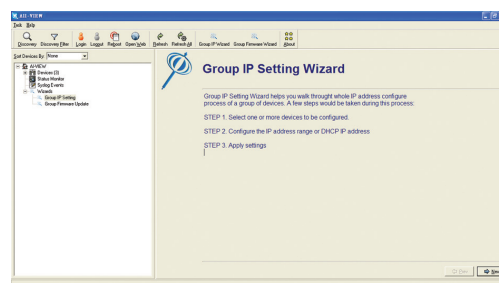 AI-VIEW
Task Help
Discovery Discovery Filter Login Logout Reboot Open Web Refresh Refresh All Group IP Wizard Group Firmware Wizard About
Sort Devices By: None
AI-VIEW
Devices (3)
Status Monitor
Syslog Events
Wizards
Group IP Setting
Group Firmware Update
Group IP Setting Wizard
Group IP Setting Wizard helps you walk throught whole IP address configure
process of a group of devices. A few steps would be taken during this process:
STEP 1. Select one or more devices to be configured.
STEP 2. Configure the IP address range or DHCP IP address
STEP 3. Apply settings